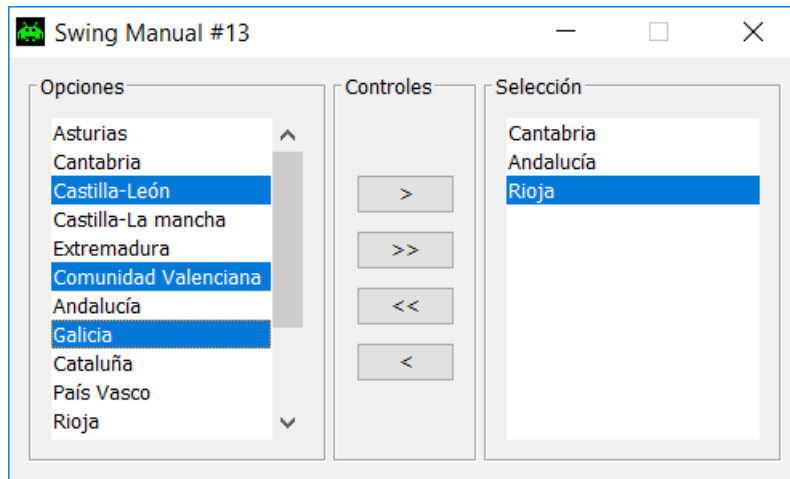 Swing Manual #13
Opciones
Asturias
Cantabria
Castilla-León
Castilla-La mancha
Extremadura
Comunidad Valenciana
Andalucía
Galicia
Cataluña
País Vasco
Rioja
Controles
>
>>
<<
<
Selección
Cantabria
Andalucía
Rioja